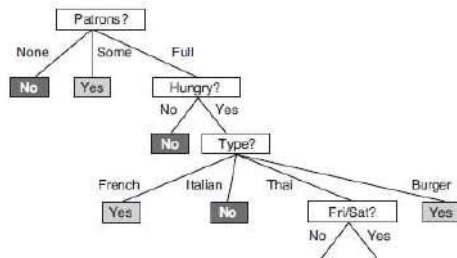 Patrons?
None Some Full
No Yes Hungry?
No Yes
No Type?
French Italian Thai Burger
Yes No Fri/Sat? Yes
No Yes